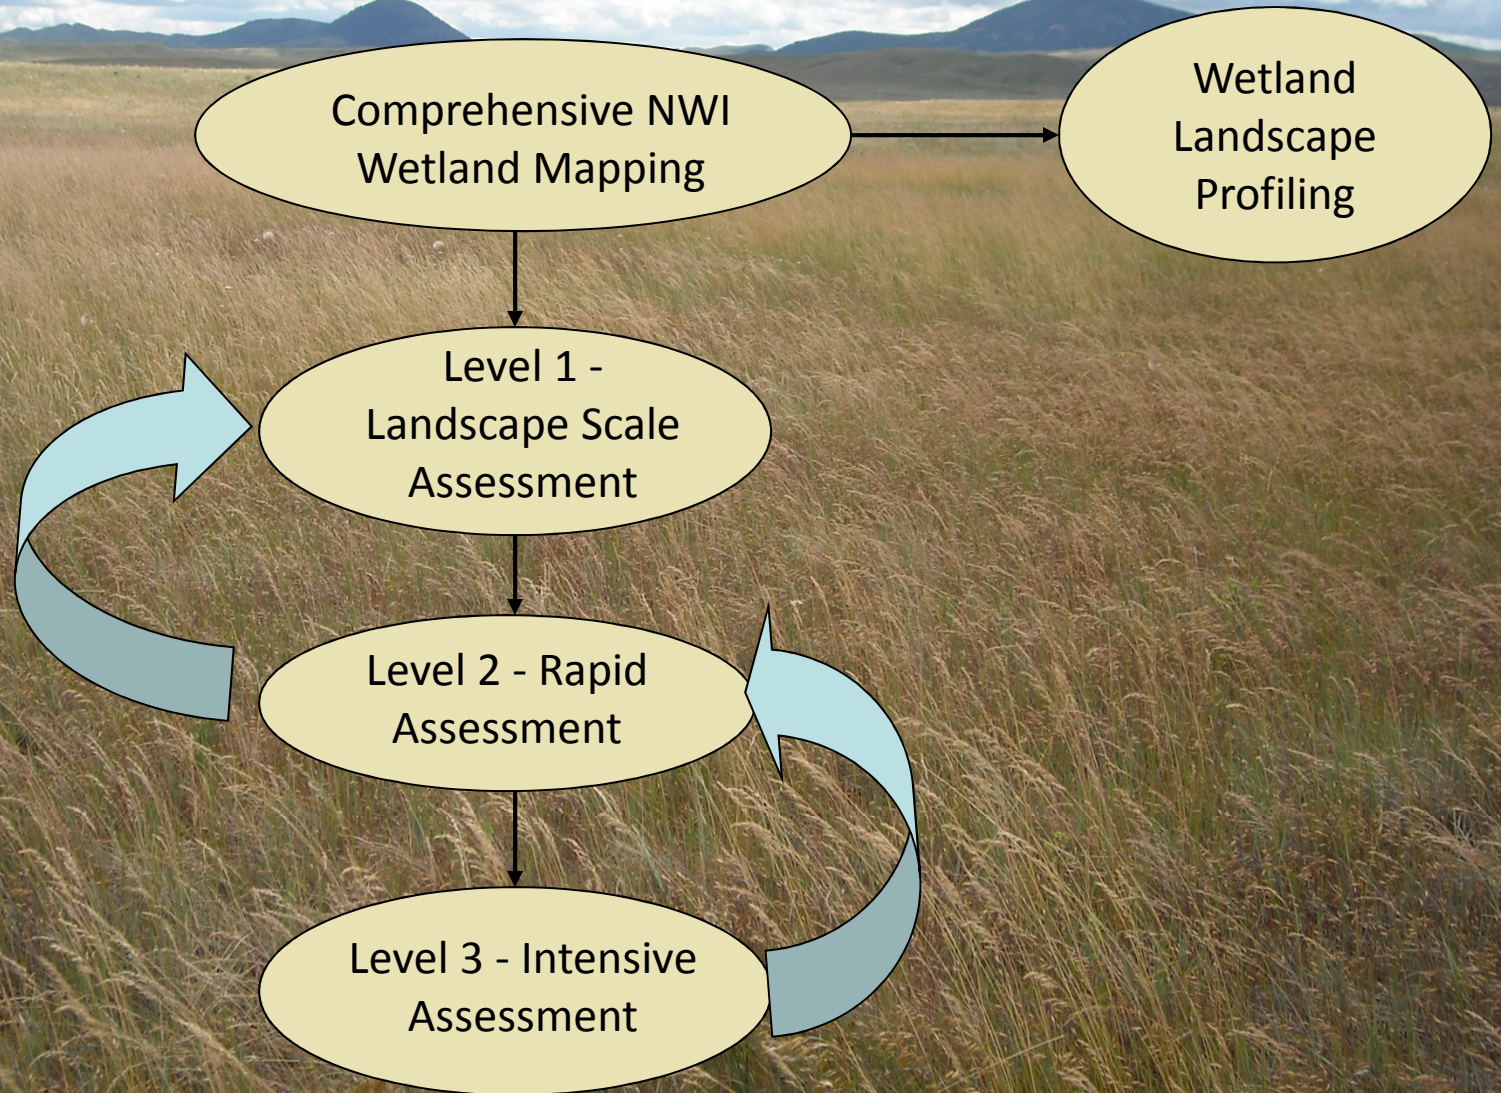 Comprehensive NWI
Wetland Mapping
Wetland
Landscape
Profiling
Level 1 -
Landscape Scale
Assessment
Level 2 - Rapid
Assessment
Level 3 - Intensive
Assessment